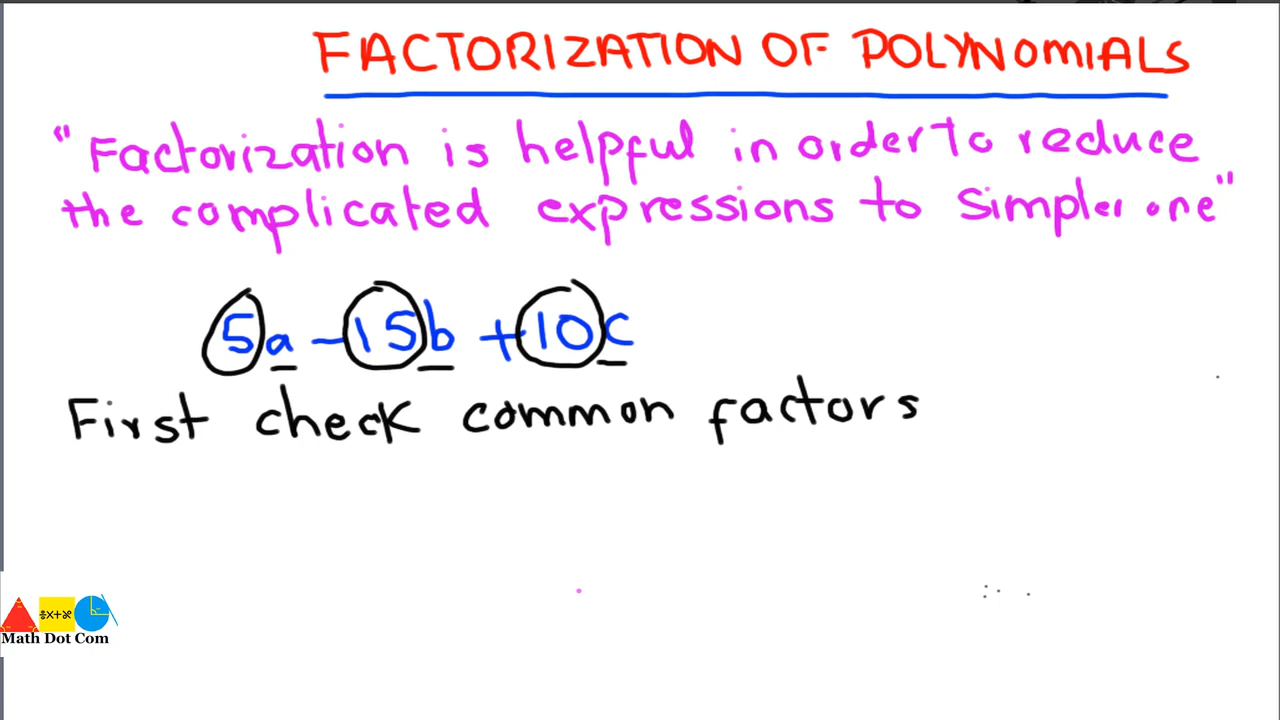 FACTORIZATION OF POLYNOMIALS
"Factorization is helpful in order to reduce
the complicated expressions to Simpler one"
5a - 15b + 10c
First check common factors
÷x+
Math Dot Com